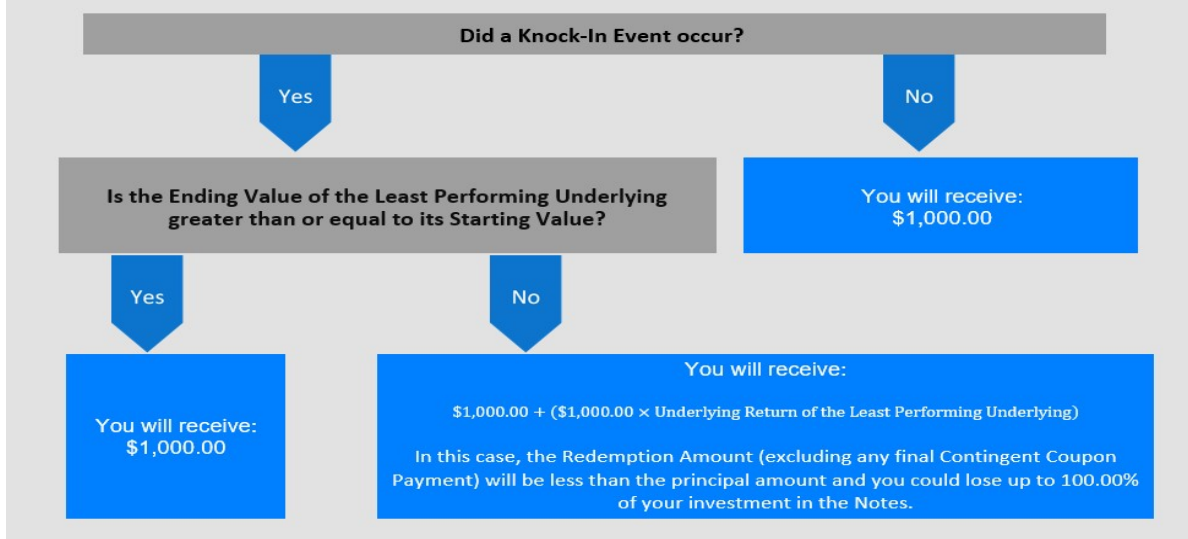 Did a Knock-In Event occur?
Yes
No
Is the Ending Value of the Least Performing Underlying
greater than or equal to its Starting Value?
You will receive:
$1,000.00
Yes
No
You will receive:
$1,000.00
You will receive:
$1,000.00 + ($1,000.00 × Underlying Return of the Least Performing Underlying)
In this case, the Redemption Amount (excluding any final Contingent Coupon
Payment) will be less than the principal amount and you could lose up to 100.00%
of your investment in the Notes.